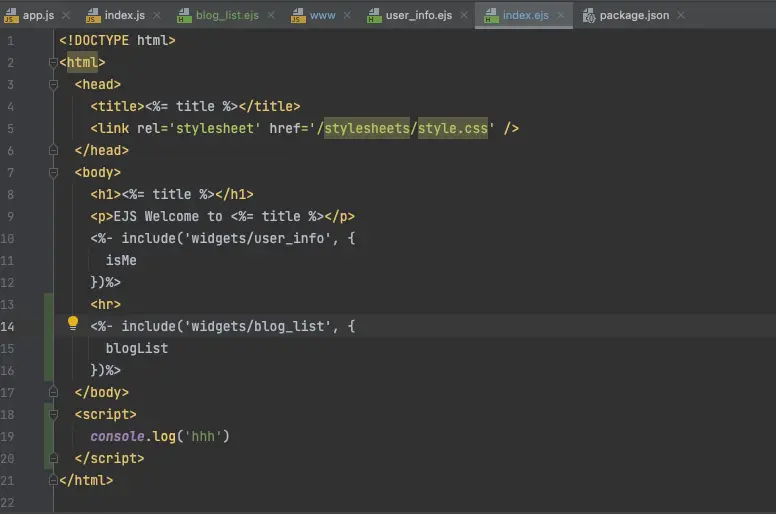 app.js index.js blog_list.ejs www user_info.ejs index.ejs package.json
1 <!DOCTYPE html>
2 <html>
3   <head>
4     <title><%= title %></title>
5     <link rel='stylesheet' href='/stylesheets/style.css' />
6   </head>
7   <body>
8     <h1><%= title %></h1>
9     <p>EJS Welcome to <%= title %></p>
10     <%- include('widgets/user_info', {
11       isMe
12     })%>
13     <hr>
14     <%- include('widgets/blog_list', {
15       blogList
16     })%>
17   </body>
18   <script>
19     console.log('hhh')
20   </script>
21 </html>
22